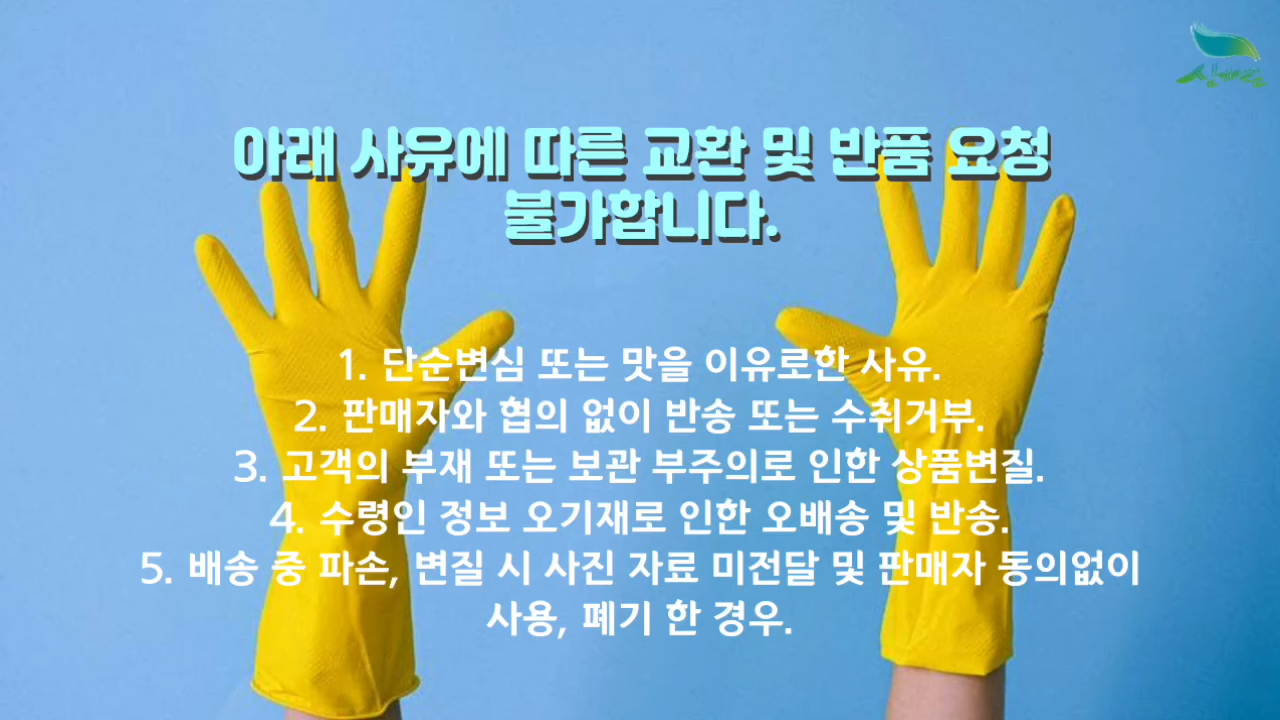 아래 사유에 따른 교환 및 반품 요청
불가합니다.
1. 단순변심 또는 맛을 이유로한 사유.
2. 판매자와 협의 없이 반송 또는 수취거부.
3. 고객의 부재 또는 보관 부주의로 인한 상품변질.
4. 수령인 정보 오기재로 인한 오배송 및 반송.
5. 배송 중 파손, 변질 시 사진 자료 미전달 및 판매자 동의없이
사용, 폐기 한 경우.